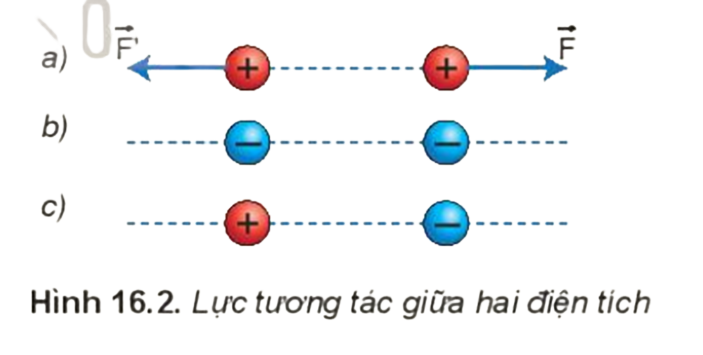 a) F' + + F
b) − −
c) + −
Hình 16.2. Lực tương tác giữa hai điện tích